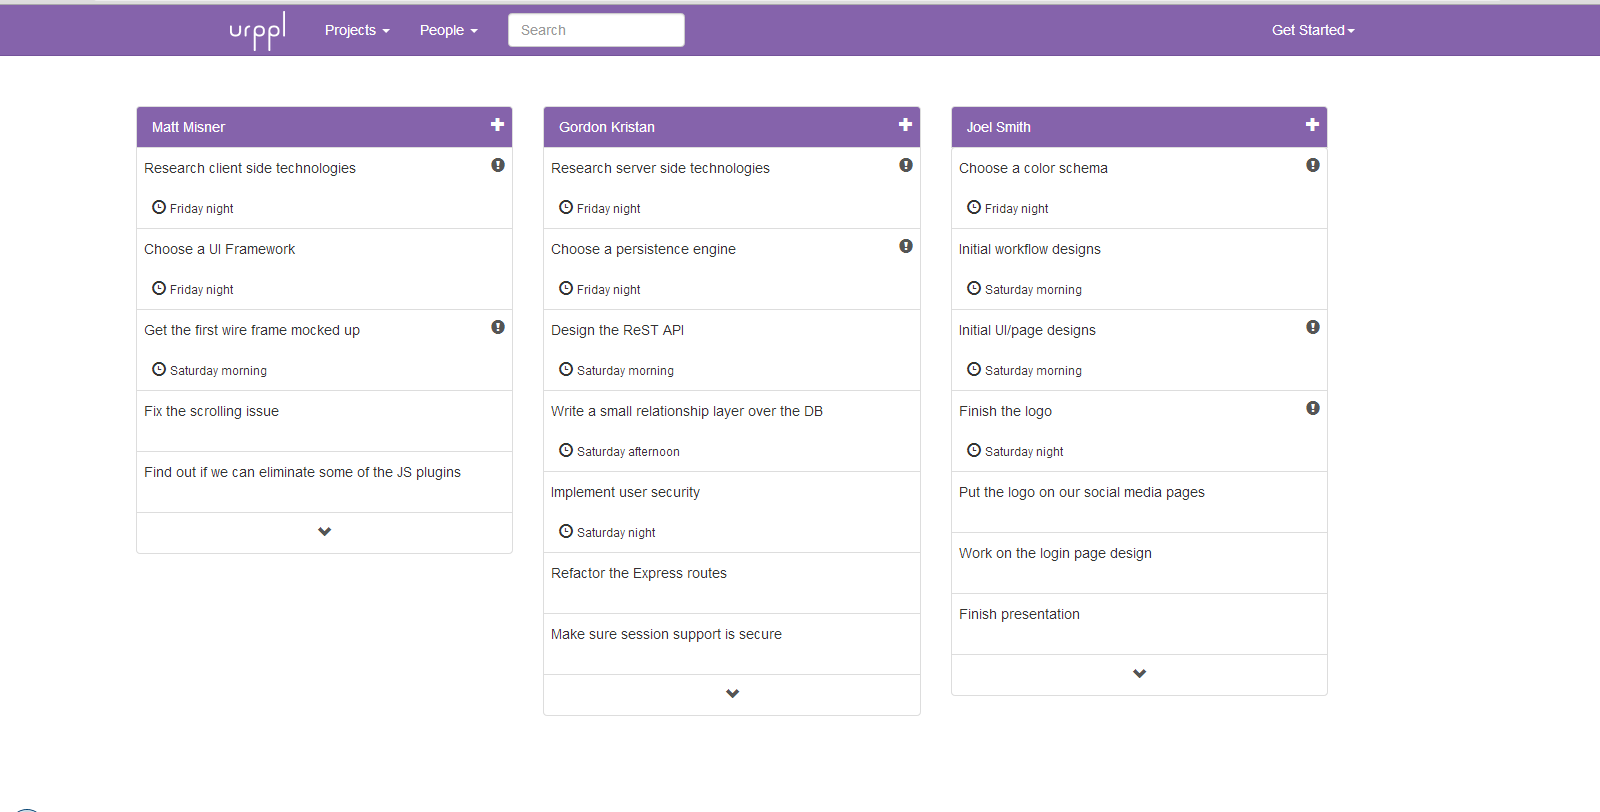 urppl
Projects
People
Search
Get Started
Matt Misner
Research client side technologies
Friday night
Choose a UI Framework
Friday night
Get the first wire frame mocked up
Saturday morning
Fix the scrolling issue
Find out if we can eliminate some of the JS plugins
Gordon Kristan
Research server side technologies
Friday night
Choose a persistence engine
Friday night
Design the ReST API
Saturday morning
Write a small relationship layer over the DB
Saturday afternoon
Implement user security
Saturday night
Refactor the Express routes
Make sure session support is secure
Joel Smith
Choose a color schema
Friday night
Initial workflow designs
Saturday morning
Initial UI/page designs
Saturday morning
Finish the logo
Saturday night
Put the logo on our social media pages
Work on the login page design
Finish presentation